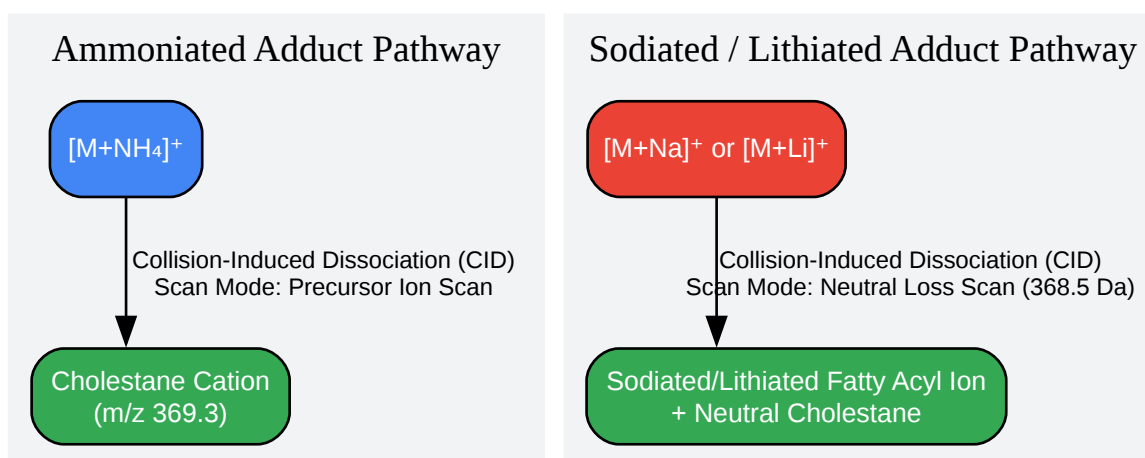 Ammoniated Adduct Pathway
[M+NH₄]⁺
Collision-Induced Dissociation (CID)
Scan Mode: Precursor Ion Scan
Cholestane Cation
(m/z 369.3)
Sodiated / Lithiated Adduct Pathway
[M+Na]⁺ or [M+Li]⁺
Collision-Induced Dissociation (CID)
Scan Mode: Neutral Loss Scan (368.5 Da)
Sodiated/Lithiated Fatty Acyl Ion
+ Neutral Cholestane